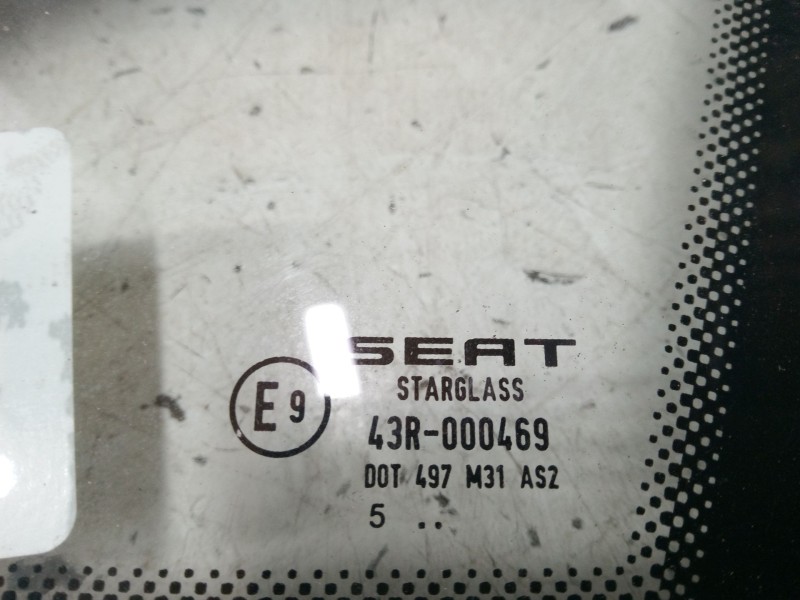 SEAT
STARGLASS
E9
43R-000469
DOT 497 M31 AS2
5 ..